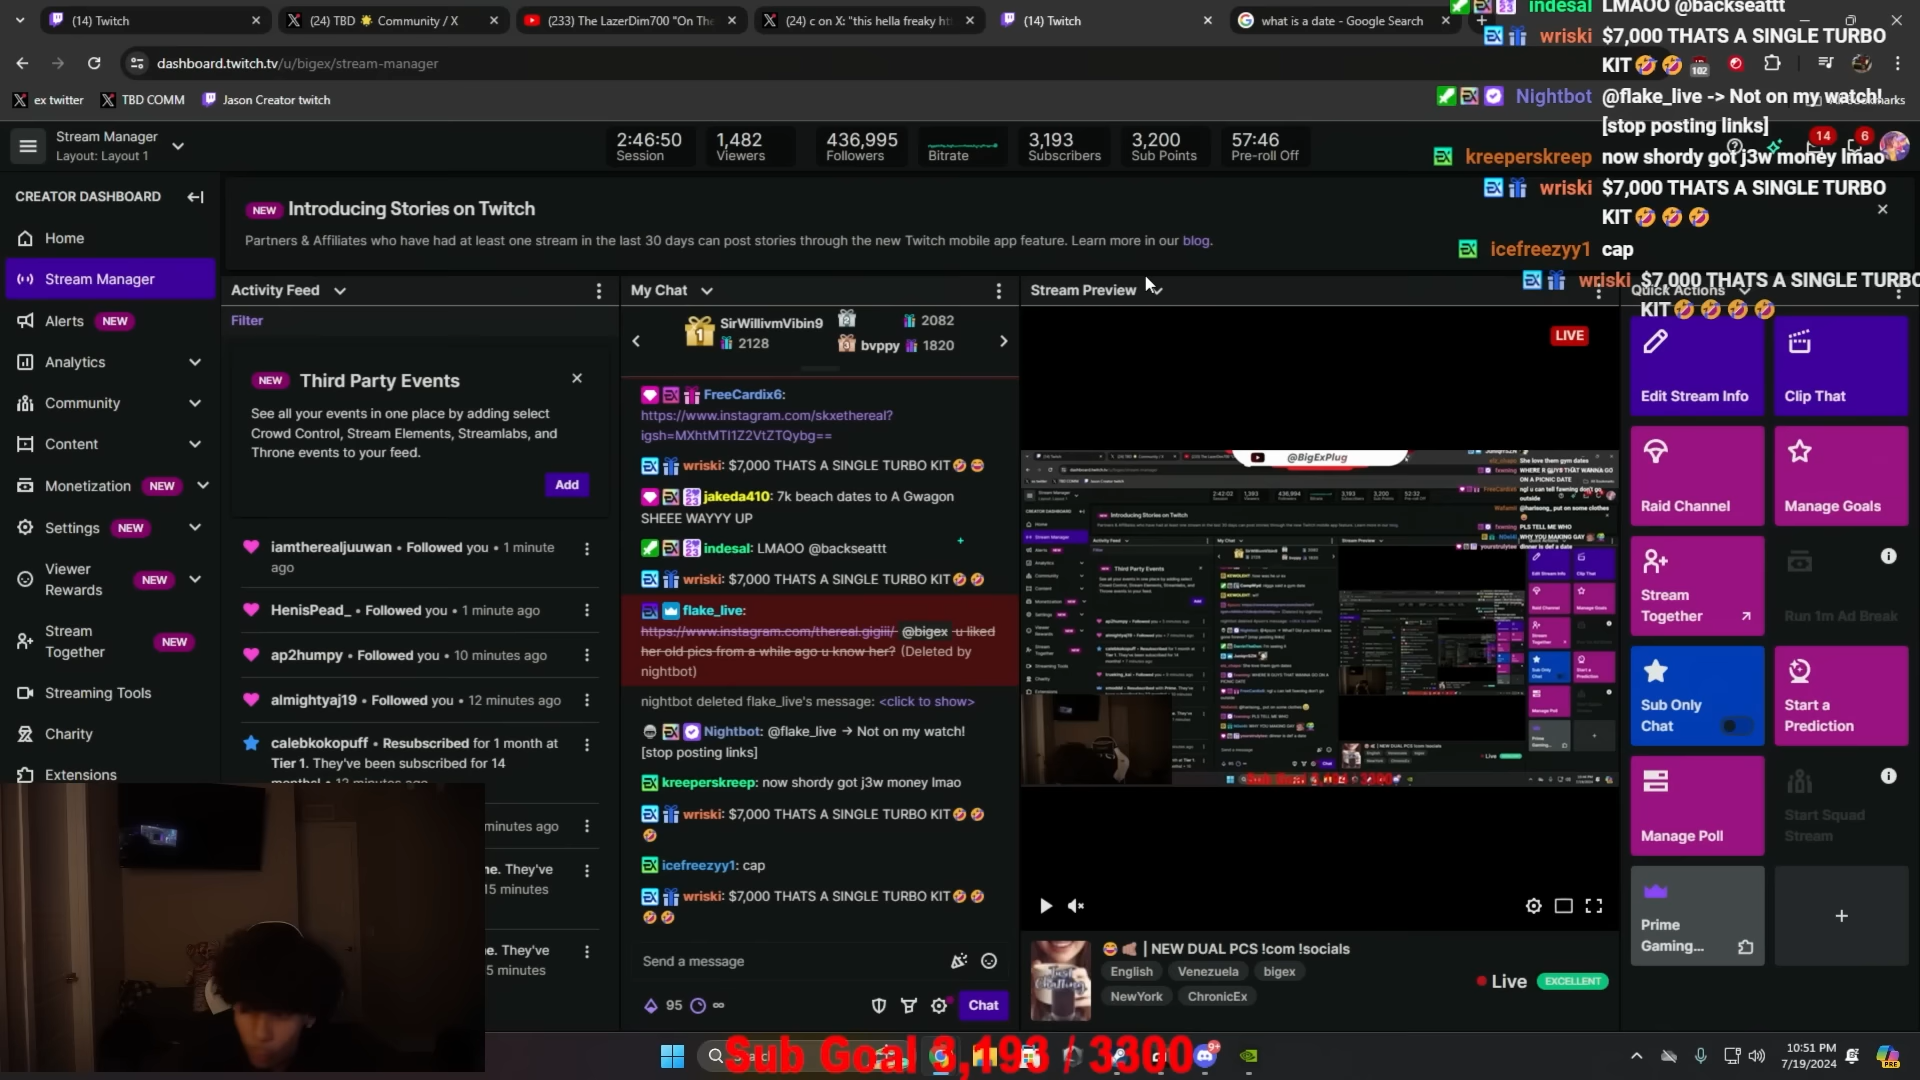 (14) Twitch
(24) TBD ☀️ Community / X
(233) The LazerDim700 "On The
(24) c on X: "this hella freaky htt
(14) Twitch
what is a date - Google Search
dashboard.twitch.tv/u/bigex/stream-manager
ex twitter
TBD COMM
Jason Creator twitch
indesal LMAOO @backseattt
wriski $7,000 THATS A SINGLE TURBO
KIT🤣🤣
102
Nightbot @flake_live -> Not on my watch!
[stop posting links]
kreeperskreep now shordy got j3w money lmao
wriski $7,000 THATS A SINGLE TURBO
KIT🤣🤣🤣
icefreezyy1 cap
wriski $7,000 THATS A SINGLE TURBO
KIT🤣🤣🤣🤣
Stream Manager
Layout: Layout 1
2:46:50
Session
1,482
Viewers
436,995
Followers
Bitrate
3,193
Subscribers
3,200
Sub Points
57:46
Pre-roll Off
14
6
CREATOR DASHBOARD
Home
Stream Manager
Alerts NEW
Analytics
Community
Content
Monetization NEW
Settings NEW
Viewer
Rewards NEW
Stream
Together NEW
Streaming Tools
Charity
Extensions
NEW Introducing Stories on Twitch
Partners & Affiliates who have had at least one stream in the last 30 days can post stories through the new Twitch mobile app feature. Learn more in our blog.
Activity Feed
Filter
NEW Third Party Events
See all your events in one place by adding select
Crowd Control, Stream Elements, Streamlabs, and
Throne events to your feed.
Add
iamtherealjuuwan • Followed you • 1 minute
ago
HenisPead_ • Followed you • 1 minute ago
ap2humpy • Followed you • 10 minutes ago
almightyaj19 • Followed you • 12 minutes ago
calebkokopuff • Resubscribed for 1 month at
Tier 1. They've been subscribed for 14
months! • 12 minutes ago
minutes ago
me. They've
15 minutes
e. They've
5 minutes
My Chat
1
SirWillivmVibin9
2128
2
2082
3
bvppy 1820
FreeCardix6:
https://www.instagram.com/skxethereal?
igsh=MXhtMTI1Z2VtZTQybg==
wriski: $7,000 THATS A SINGLE TURBO KIT🤣😂
jakeda410: 7k beach dates to A Gwagon
SHEEE WAYYY UP
indesal: LMAOO @backseattt
wriski: $7,000 THATS A SINGLE TURBO KIT🤣🤣
flake_live:
https://www.instagram.com/thereal.gigiii/ @bigex u liked
her old pics from a while ago u know her? (Deleted by
nightbot)
nightbot deleted flake_live's message: <click to show>
Nightbot: @flake_live → Not on my watch!
[stop posting links]
kreeperskreep: now shordy got j3w money lmao
wriski: $7,000 THATS A SINGLE TURBO KIT🤣🤣
🤣
icefreezyy1: cap
wriski: $7,000 THATS A SINGLE TURBO KIT🤣🤣
🤣🤣
Send a message
95
∞
Chat
Stream Preview
LIVE
@BigExPlug
😂 | NEW DUAL PCS !com !socials
English
Venezuela
bigex
NewYork
ChronicEx
Live
EXCELLENT
Quick Actions
Edit Stream Info
Clip That
Raid Channel
Manage Goals
Stream
Together
Run 1m Ad Break
Sub Only
Chat
Start a
Prediction
Manage Poll
Start Squad
Stream
Prime
Gaming...
Sub Goal 3,193 / 3300
10:51 PM
7/19/2024